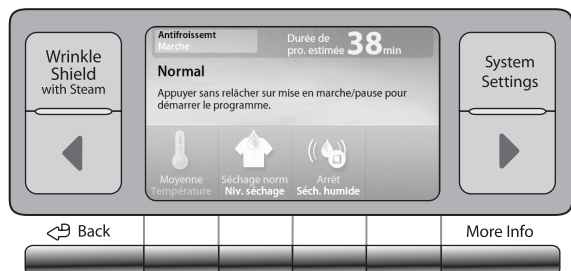 Wrinkle
Shield
with Steam
Antifroissemt
Marche
Durée de
pro. estimée 38 min
Normal
Appuyer sans relâcher sur mise en marche/pause pour
démarrer le programme.
Moyenne
Température
Séchage norm
Niv. séchage
Arrêt
Séch. humide
System
Settings
Back
More Info